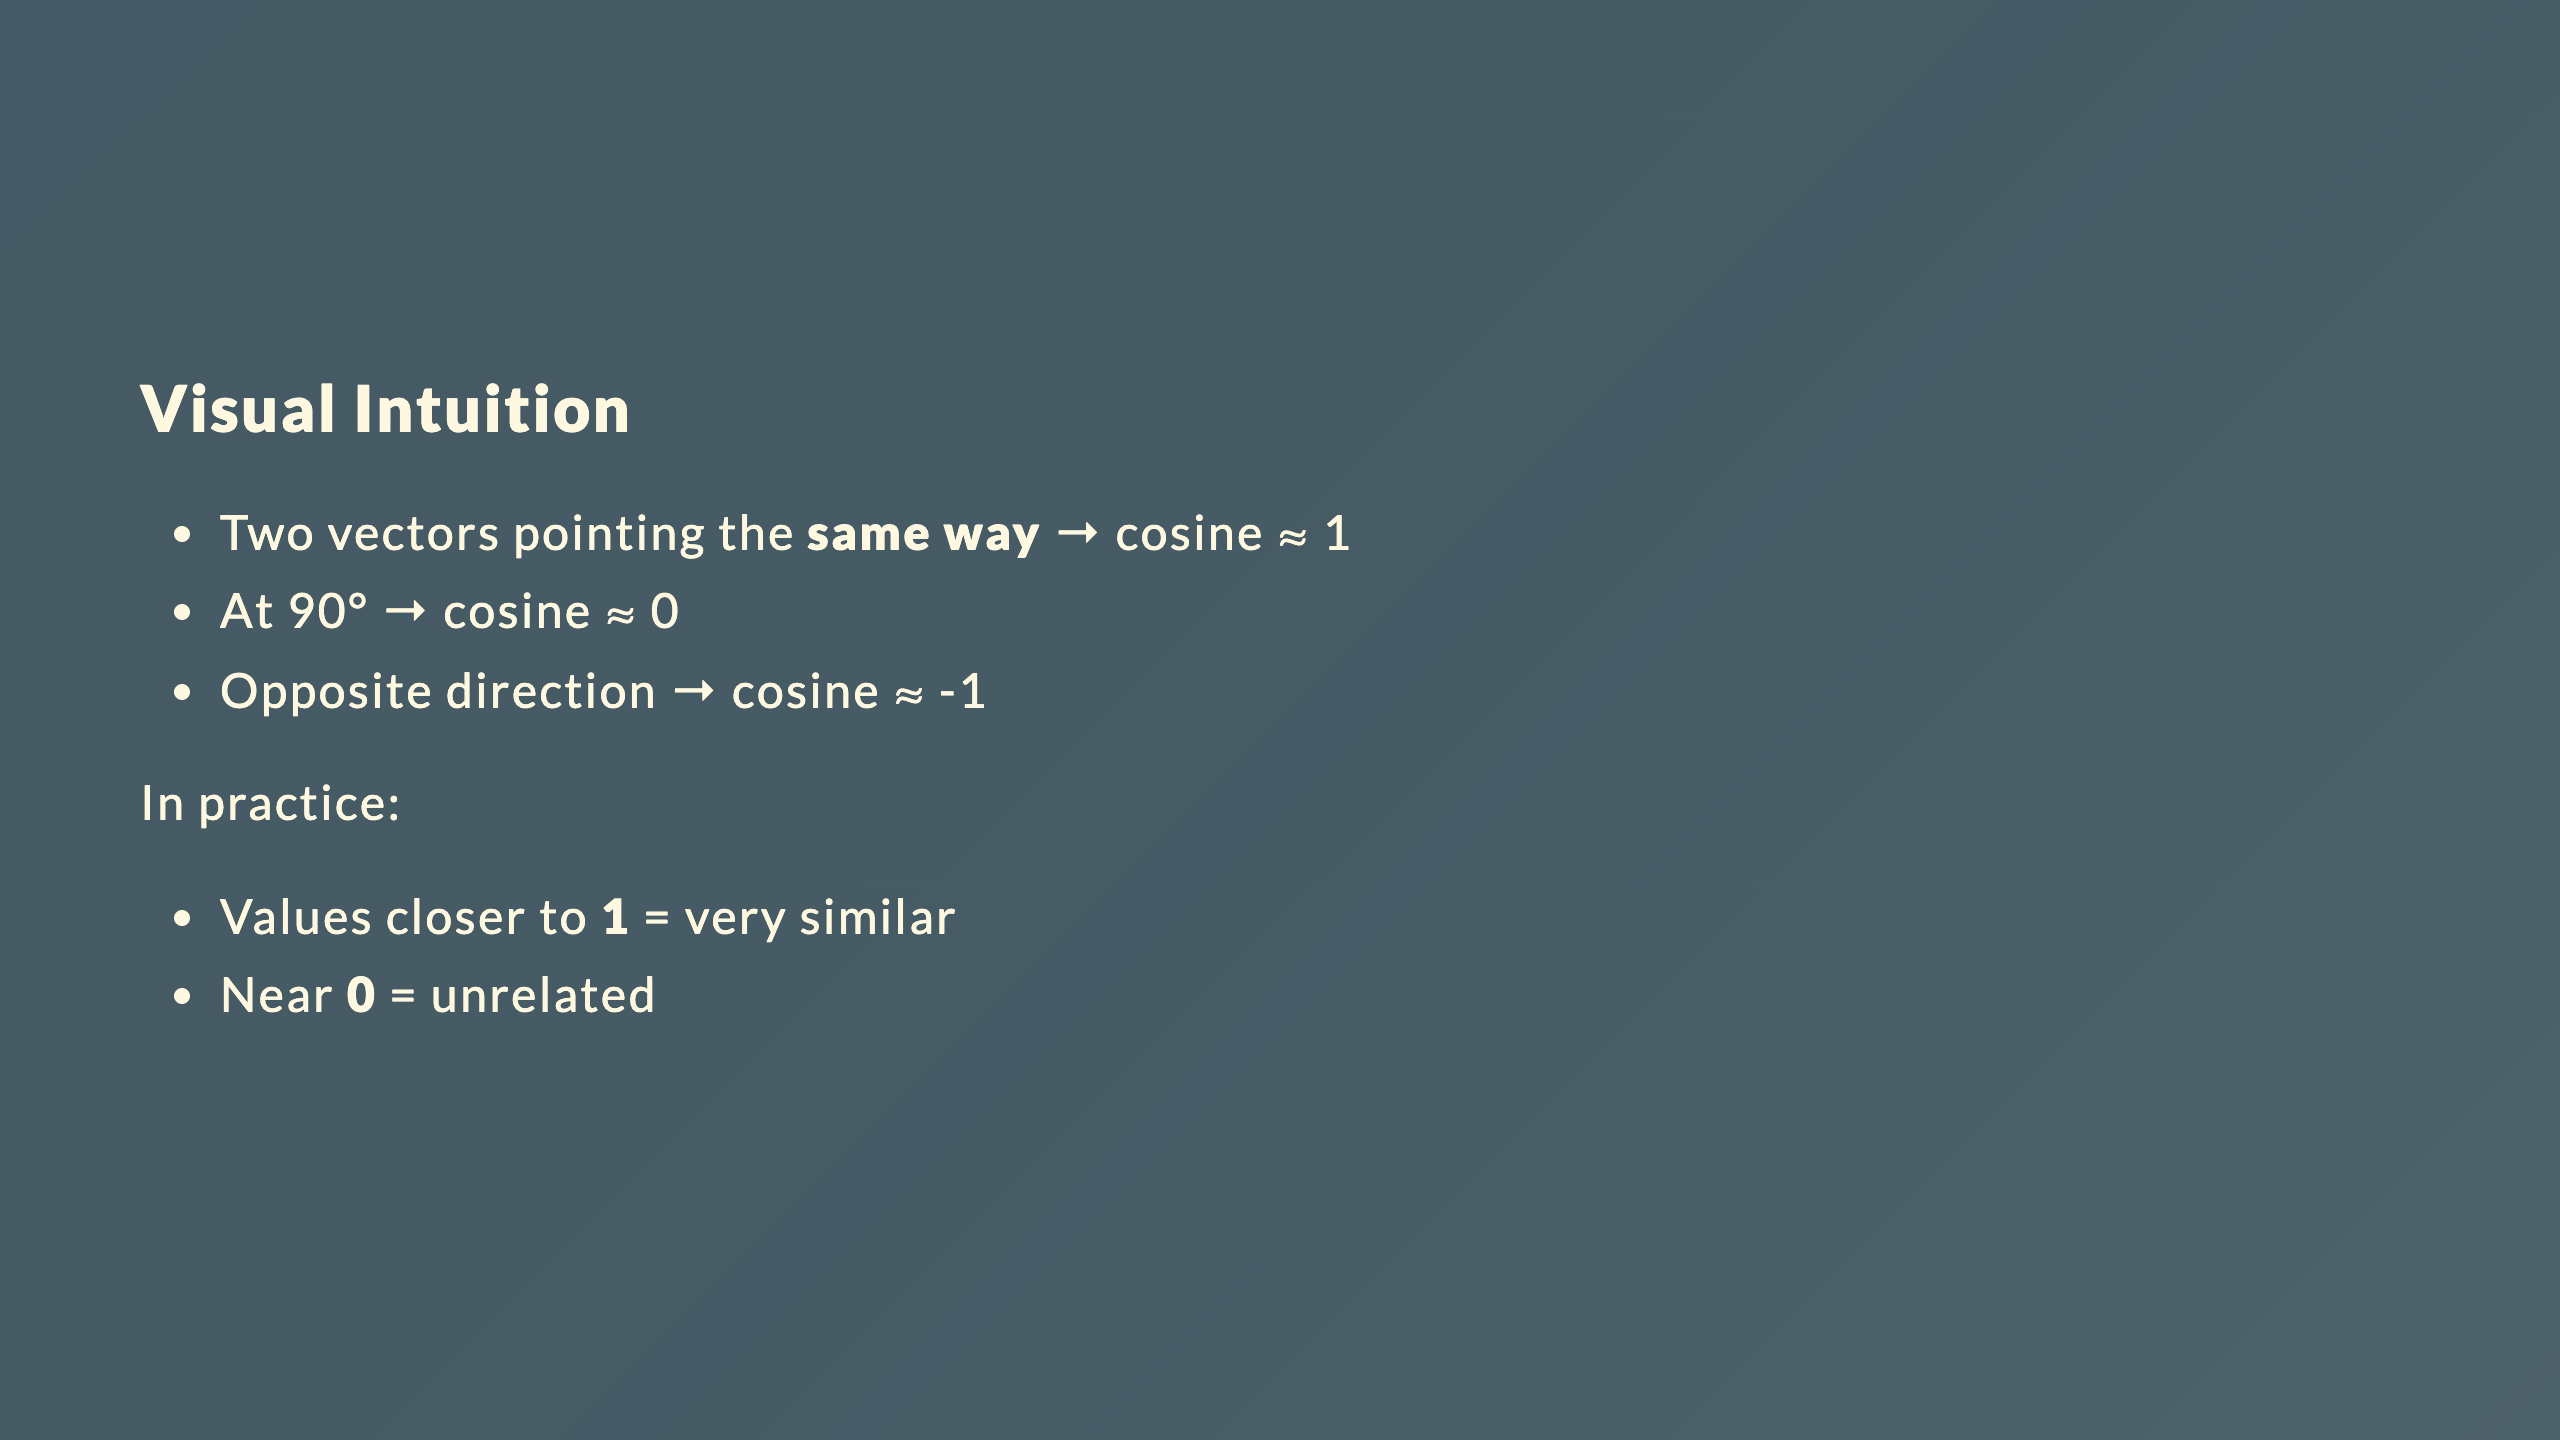 Visual Intuition
• Two vectors pointing the same way → cosine ≈ 1
• At 90° → cosine ≈ 0
• Opposite direction → cosine ≈ -1
In practice:
• Values closer to 1 = very similar
• Near 0 = unrelated